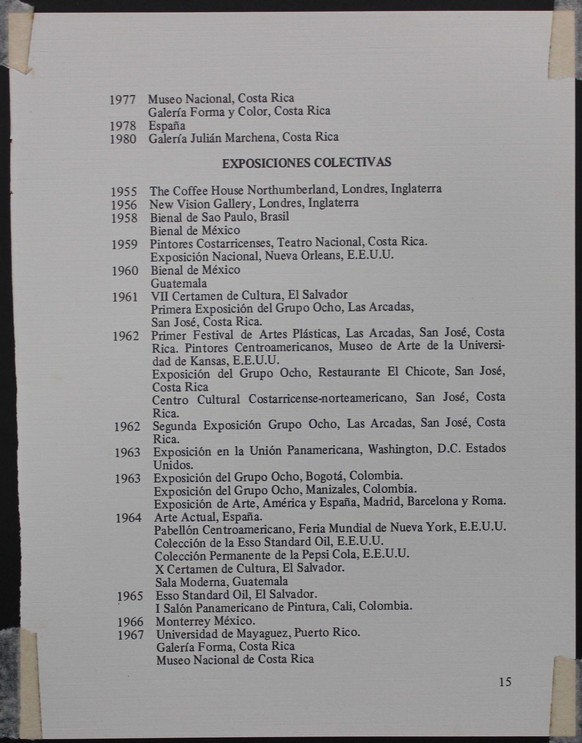 1977 Museo Nacional, Costa Rica
Galería Forma y Color, Costa Rica
1978 España
1980 Galería Julián Marchena, Costa Rica
EXPOSICIONES COLECTIVAS
1955 The Coffee House Northumberland, Londres, Inglaterra
1956 New Vision Gallery, Londres, Inglaterra
1958 Bienal de Sao Paulo, Brasil
Bienal de México
1959 Pintores Costarricenses, Teatro Nacional, Costa Rica.
Exposición Nacional, Nueva Orleans, E.E.U.U.
1960 Bienal de México
Guatemala
1961 VII Certamen de Cultura, El Salvador
Primera Exposición del Grupo Ocho, Las Arcadas,
San José, Costa Rica.
1962 Primer Festival de Artes Plásticas, Las Arcadas, San José, Costa
Rica. Pintores Centroamericanos, Museo de Arte de la Universi-
dad de Kansas, E.E.U.U.
Exposición del Grupo Ocho, Restaurante El Chicote, San José,
Costa Rica
Centro Cultural Costarricense-norteamericano, San José, Costa
Rica.
1962 Segunda Exposición Grupo Ocho, Las Arcadas, San José, Costa
Rica.
1963 Exposición en la Unión Panamericana, Washington, D.C. Estados
Unidos.
1963 Exposición del Grupo Ocho, Bogotá, Colombia.
Exposición del Grupo Ocho, Manizales, Colombia.
Exposición de Arte, América y España, Madrid, Barcelona y Roma.
1964 Arte Actual, España.
Pabellón Centroamericano, Feria Mundial de Nueva York, E.E.U.U.
Colección de la Esso Standard Oil, E.E.U.U.
Colección Permanente de la Pepsi Cola, E.E.U.U.
X Certamen de Cultura, El Salvador.
Sala Moderna, Guatemala
1965 Esso Standard Oil, El Salvador.
I Salón Panamericano de Pintura, Cali, Colombia.
1966 Monterrey México.
1967 Universidad de Mayaguez, Puerto Rico.
Galería Forma, Costa Rica
Museo Nacional de Costa Rica
15